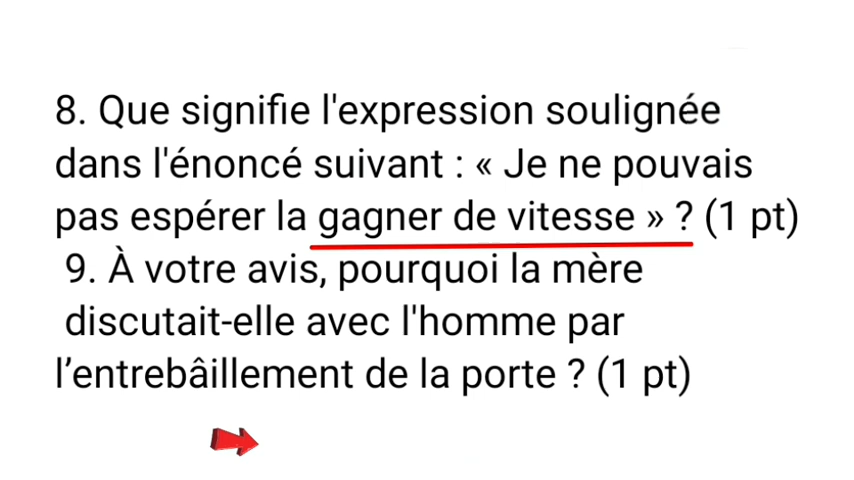 8. Que signifie l'expression soulignée
dans l'énoncé suivant : « Je ne pouvais
pas espérer la gagner de vitesse » ? (1 pt)
9. À votre avis, pourquoi la mère
discutait-elle avec l'homme par
l’entrebâillement de la porte ? (1 pt)